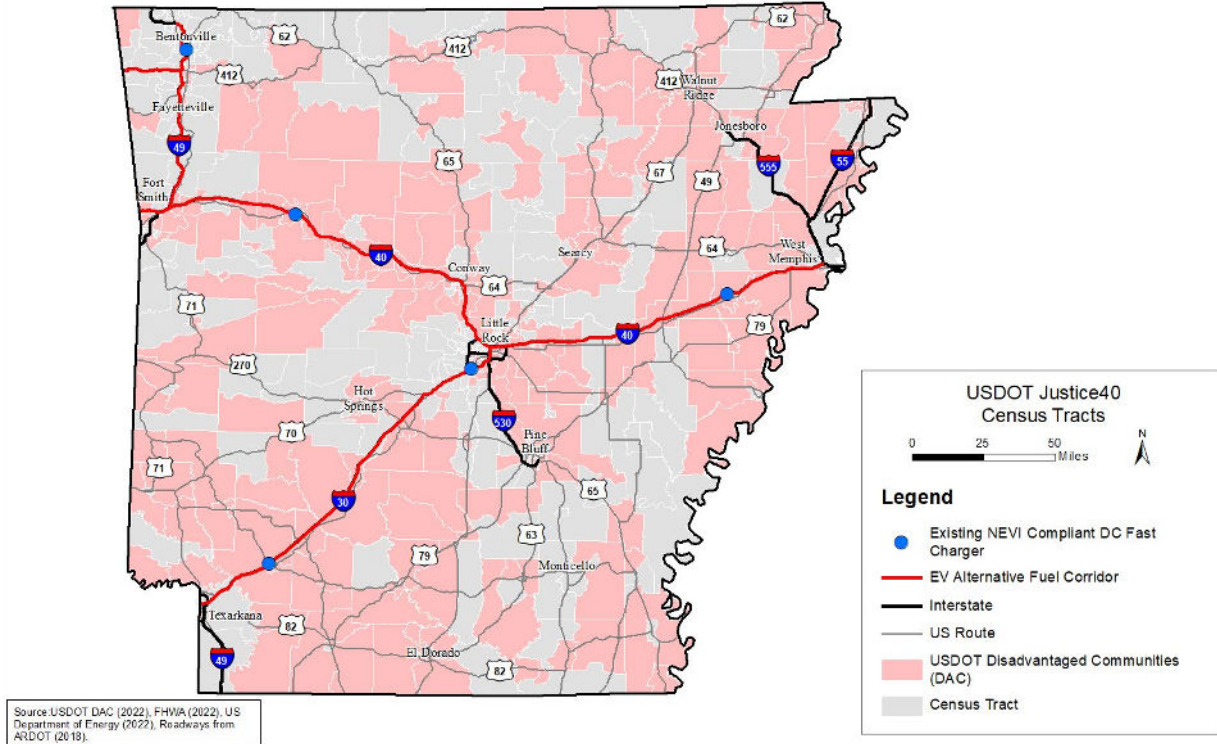 62
62
Bentonville
412
412
412
Walnut
Ridge
Fayetteville
Jonesboro
49
65
67
49
555
55
Fort
Smith
West
Memphis
64
Searcy
40
Conway
64
71
Little
Rock
40
79
270
Hot
Springs
530
70
Pine
Bluff
71
30
65
63
79
Monticello
Texarkana
82
El Dorado
82
49
USDOT Justice40
Census Tracts
0 25 50
Miles
N
Legend
Existing NEVI Compliant DC Fast
Charger
EV Alternative Fuel Corridor
Interstate
US Route
USDOT Disadvantaged Communities
(DAC)
Census Tract
Source:USDOT DAC (2022), FHWA (2022), US
Department of Energy (2022), Roadways from
ARDOT (2018).